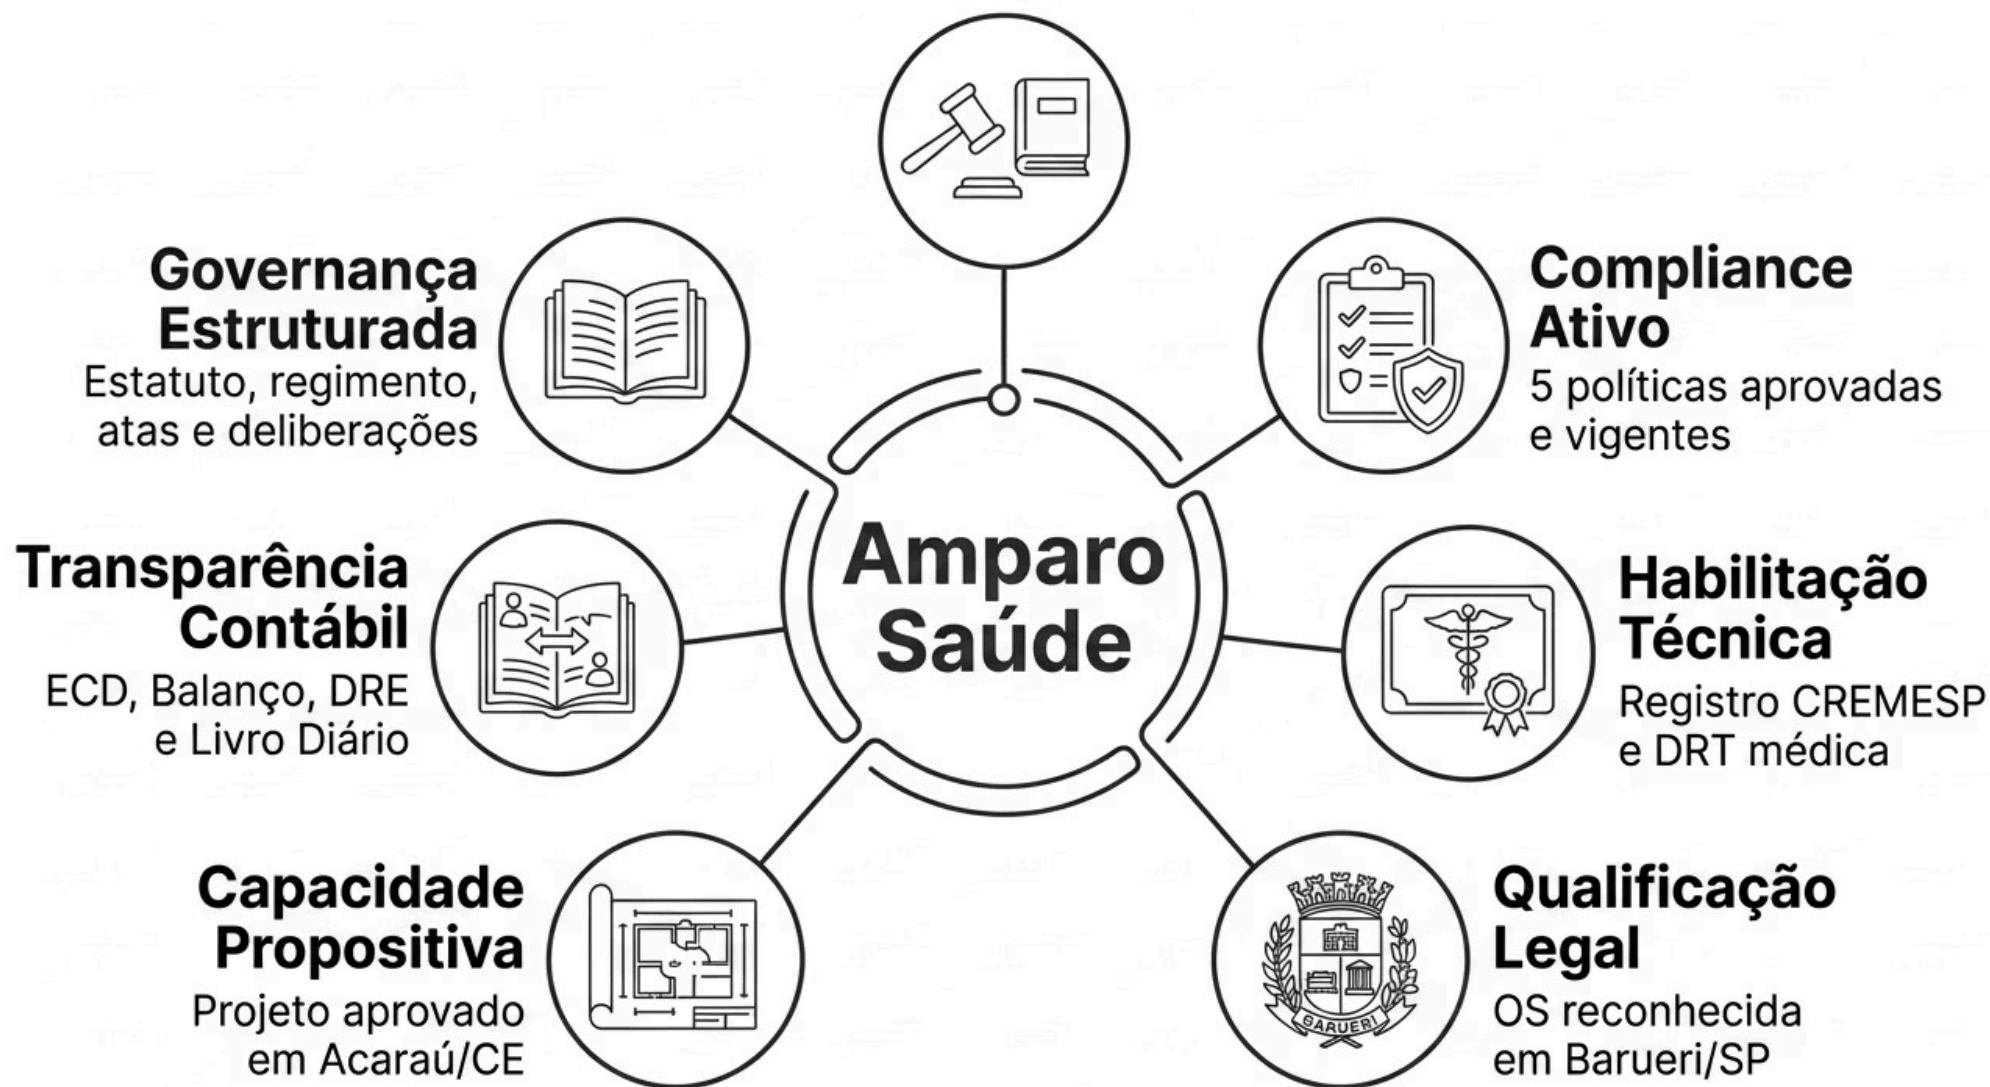 Governança
Estruturada
Estatuto, regimento,
atas e deliberações
Compliance
Ativo
5 políticas aprovadas
e vigentes
Transparência
Contábil
ECD, Balanço, DRE
e Livro Diário
Amparo
Saúde
Habilitação
Técnica
Registro CREMESP
e DRT médica
Capacidade
Propositiva
Projeto aprovado
em Acaraú/CE
GARUERI
Qualificação
Legal
OS reconhecida
em Barueri/SP